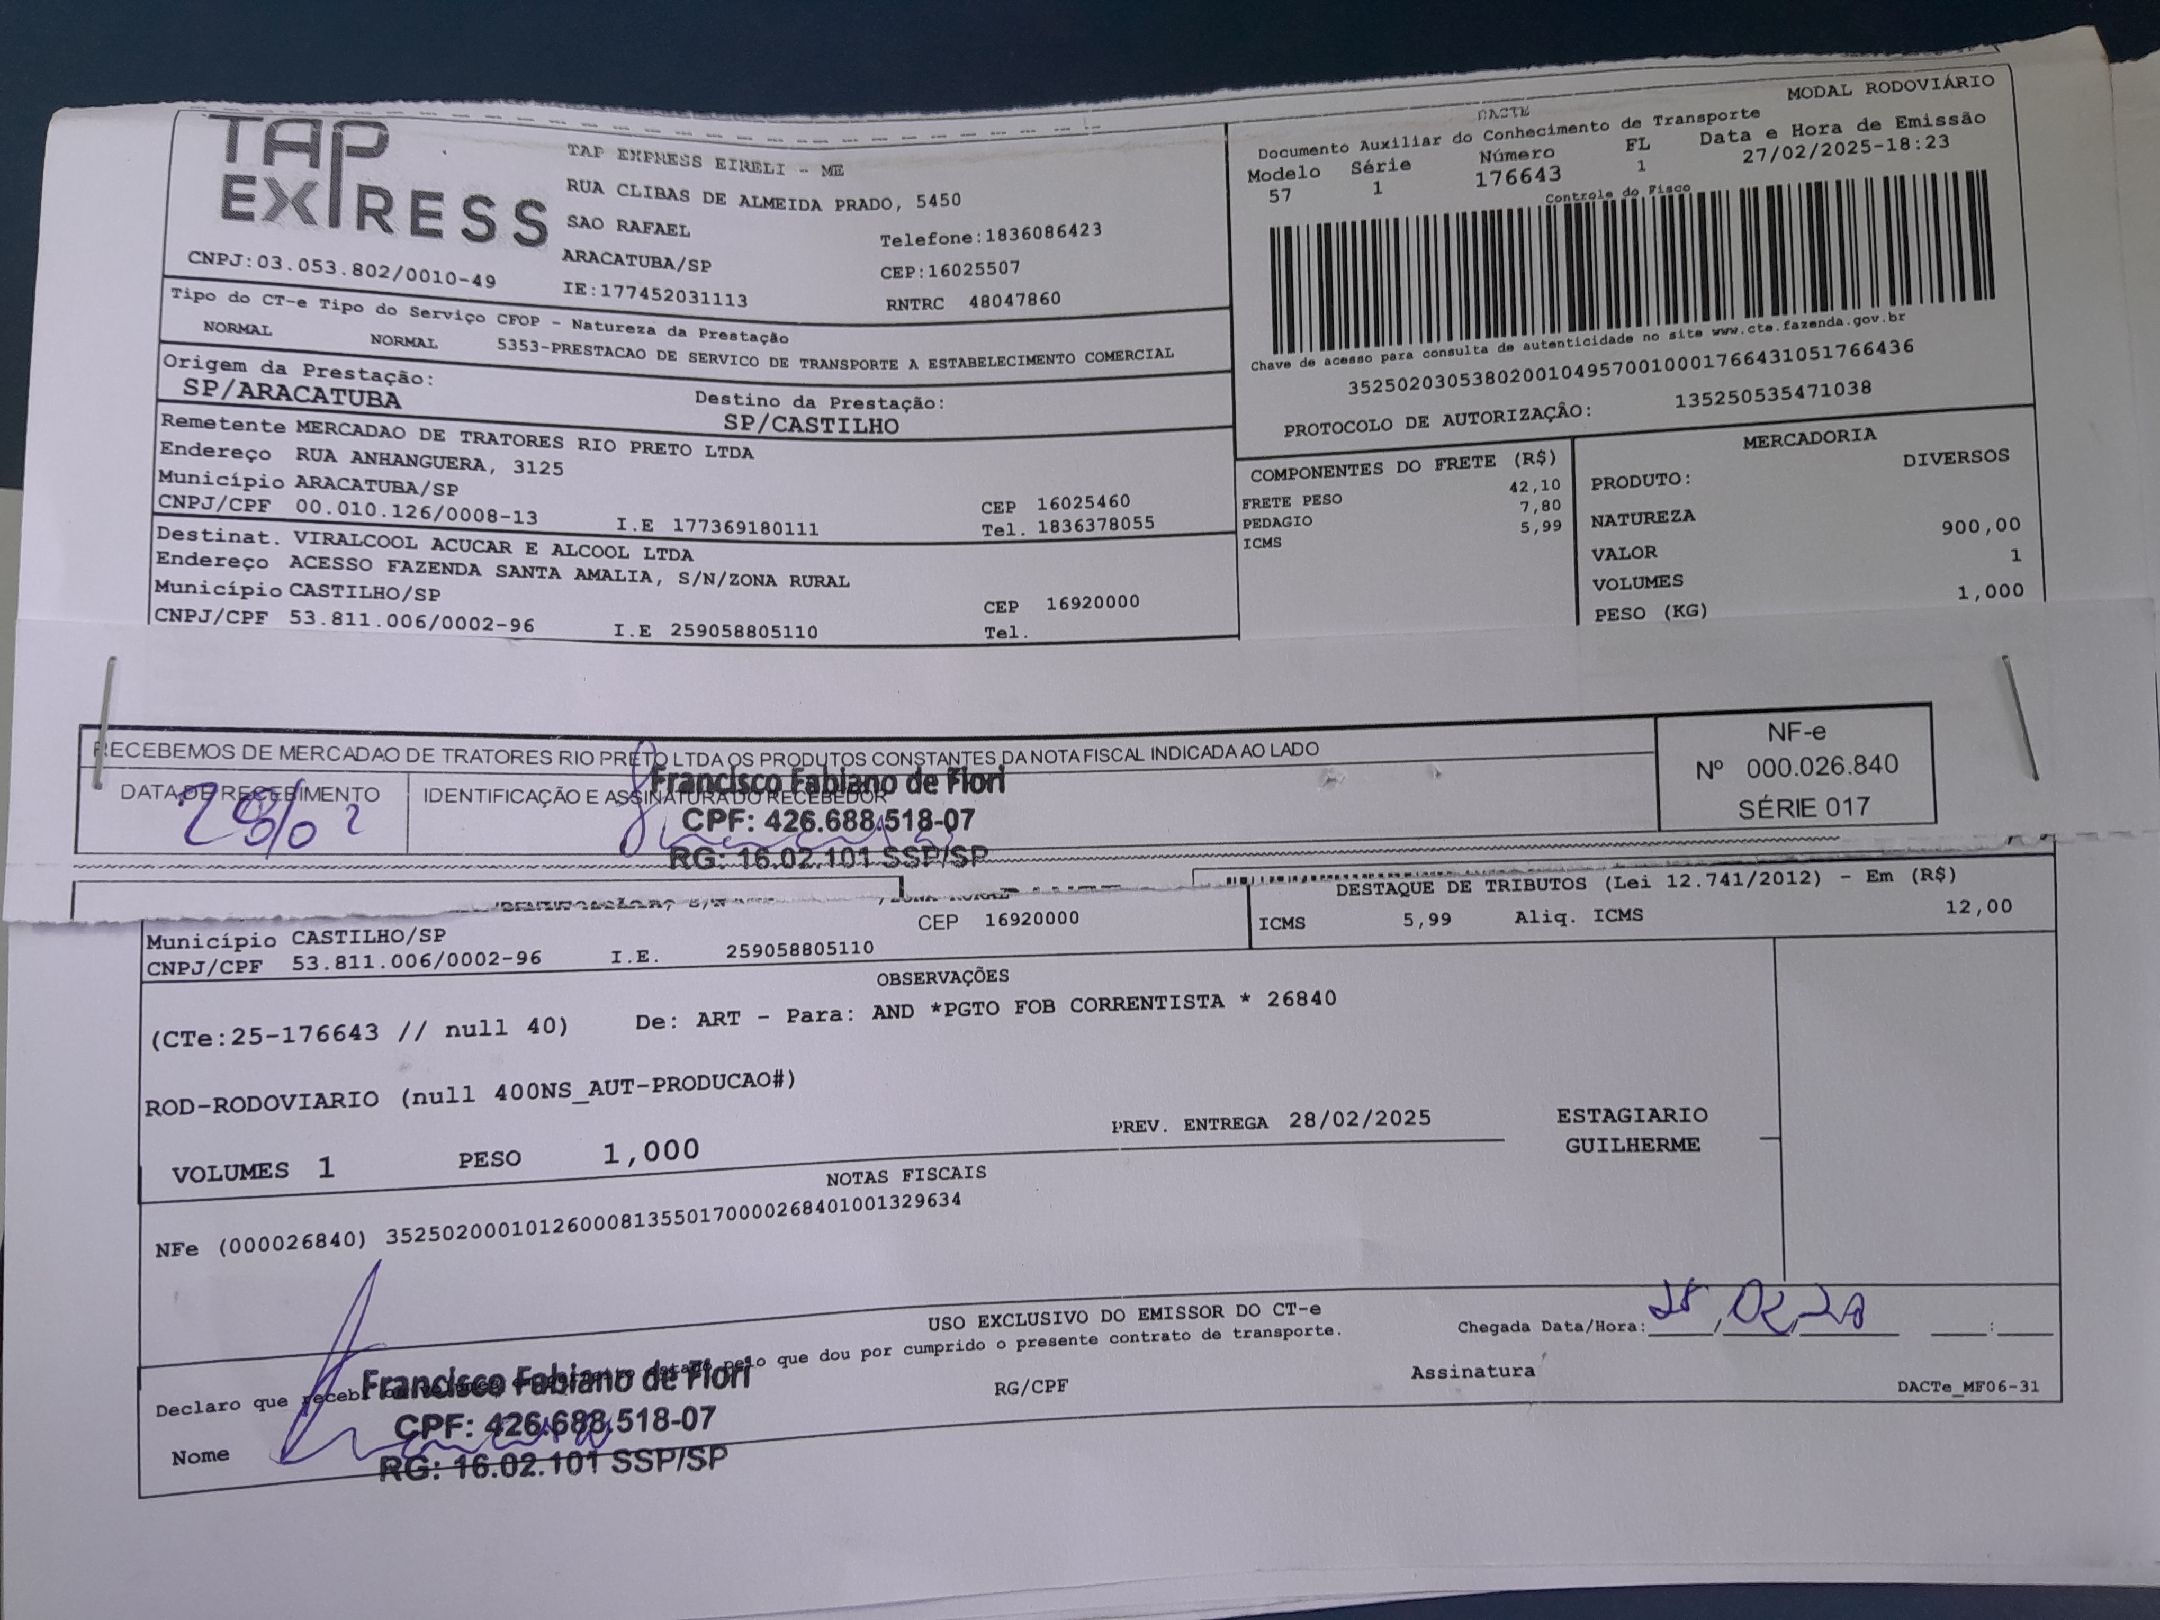 TAP EXPRESS
TAP EXPRESS EIRELI - ME
RUA CLIBAS DE ALMEIDA PRADO, 5450
SAO RAFAEL
Telefone:1836086423
ARACATUBA/SP
CEP:16025507
CNPJ:03.053.802/0010-49
IE:177452031113
RNTRC 48047860
DACTE
MODAL RODOVIÁRIO
Documento Auxiliar do Conhecimento de Transporte
Modelo Série Número FL Data e Hora de Emissão
57 1 176643 1 27/02/2025-18:23
Controle do Fisco
Chave de acesso para consulta de autenticidade no site www.cte.fazenda.gov.br
35250203053802001049570010001766431051766436
PROTOCOLO DE AUTORIZAÇÃO: 135250535471038
Tipo do CT-e Tipo do Serviço CFOP - Natureza da Prestação
NORMAL NORMAL 5353-PRESTACAO DE SERVICO DE TRANSPORTE A ESTABELECIMENTO COMERCIAL
Origem da Prestação: Destino da Prestação:
SP/ARACATUBA SP/CASTILHO
Remetente MERCADAO DE TRATORES RIO PRETO LTDA
Endereço RUA ANHANGUERA, 3125
Município ARACATUBA/SP CEP 16025460
CNPJ/CPF 00.010.126/0008-13 I.E 177369180111 Tel. 1836378055
Destinat. VIRALCOOL ACUCAR E ALCOOL LTDA
Endereço ACESSO FAZENDA SANTA AMALIA, S/N/ZONA RURAL
Município CASTILHO/SP CEP 16920000
CNPJ/CPF 53.811.006/0002-96 I.E 259058805110 Tel.
COMPONENTES DO FRETE (R$)
FRETE PESO 42,10
PEDAGIO 7,80
ICMS 5,99
MERCADORIA
PRODUTO: DIVERSOS
NATUREZA
VALOR 900,00
VOLUMES 1
PESO (KG) 1,000
RECEBEMOS DE MERCADAO DE TRATORES RIO PRETO LTDA OS PRODUTOS CONSTANTES DA NOTA FISCAL INDICADA AO LADO
DATA DE RECEBIMENTO
IDENTIFICAÇÃO E ASSINATURA DO RECEBEDOR
28/02
Francisco Fabiano de Fiori
CPF: 426.688.518-07
RG: 16.02.101 SSP/SP
NF-e
Nº 000.026.840
SÉRIE 017
CEP 16920000
Município CASTILHO/SP
CNPJ/CPF 53.811.006/0002-96 I.E. 259058805110
DESTAQUE DE TRIBUTOS (Lei 12.741/2012) - Em (R$)
ICMS 5,99 Aliq. ICMS 12,00
OBSERVAÇÕES
(CTe:25-176643 // null 40) De: ART - Para: AND *PGTO FOB CORRENTISTA * 26840
ROD-RODOVIARIO (null 400NS_AUT-PRODUCAO#)
VOLUMES 1 PESO 1,000 PREV. ENTREGA 28/02/2025
ESTAGIARIO
GUILHERME
NOTAS FISCAIS
NFe (000026840) 35250200010126000813550170000268401001329634
USO EXCLUSIVO DO EMISSOR DO CT-e
Declaro que recebi estado pelo que dou por cumprido o presente contrato de transporte.
Chegada Data/Hora: 28, 02, :
Nome
Francisco Fabiano de Fiori
CPF: 426.688.518-07
RG: 16.02.101 SSP/SP
RG/CPF
Assinatura
DACTe_MF06-31